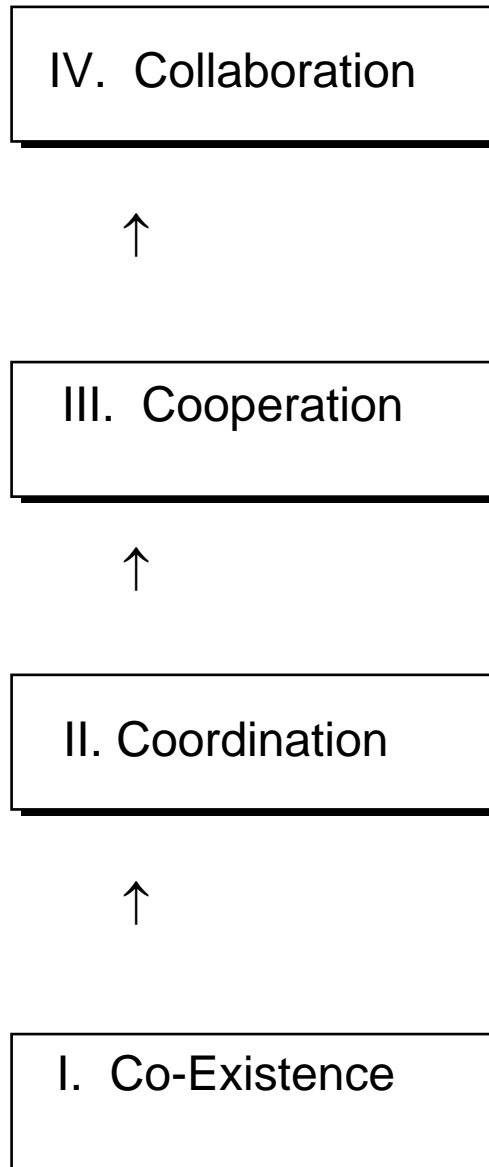 IV. Collaboration
↑
III. Cooperation
↑
II. Coordination
↑
I. Co-Existence